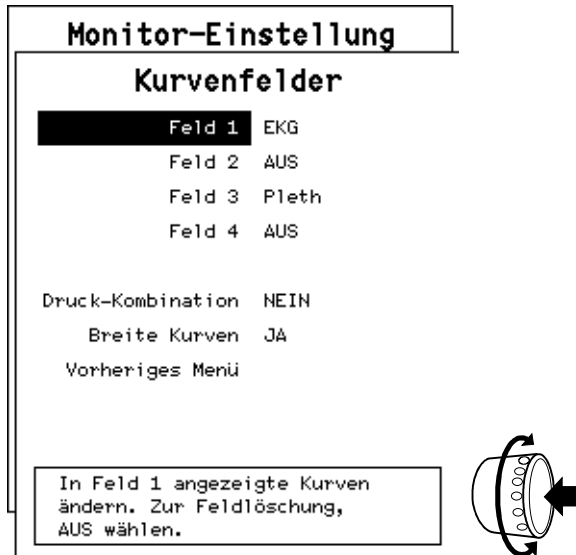 Monitor-Einstellung
Kurvenfelder
Feld 1 EKG
Feld 2 AUS
Feld 3 Pleth
Feld 4 AUS
Druck-Kombination NEIN
Breite Kurven JA
Vorheriges Menü
In Feld 1 angezeigte Kurven
ändern. Zur Feldlöschung,
AUS wählen.